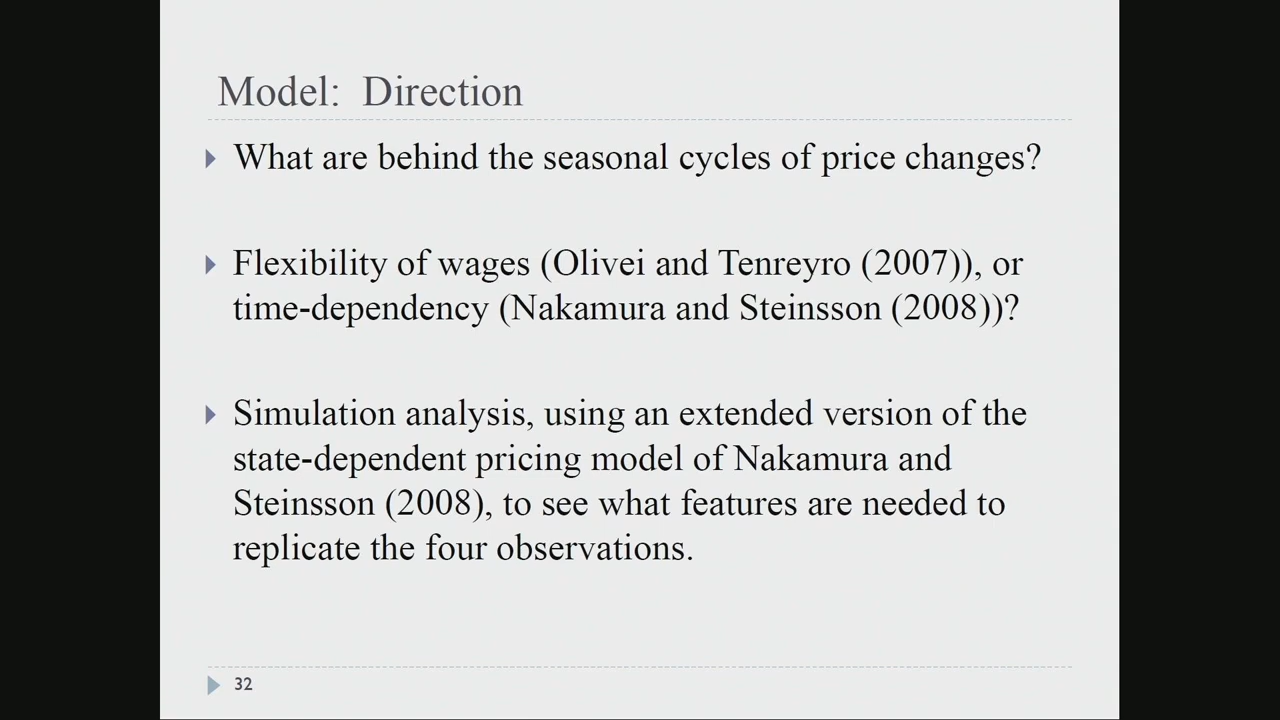 Model: Direction
What are behind the seasonal cycles of price changes?
Flexibility of wages (Olivei and Tenreyro (2007)), or
time-dependency (Nakamura and Steinsson (2008))?
Simulation analysis, using an extended version of the
state-dependent pricing model of Nakamura and
Steinsson (2008), to see what features are needed to
replicate the four observations.
32